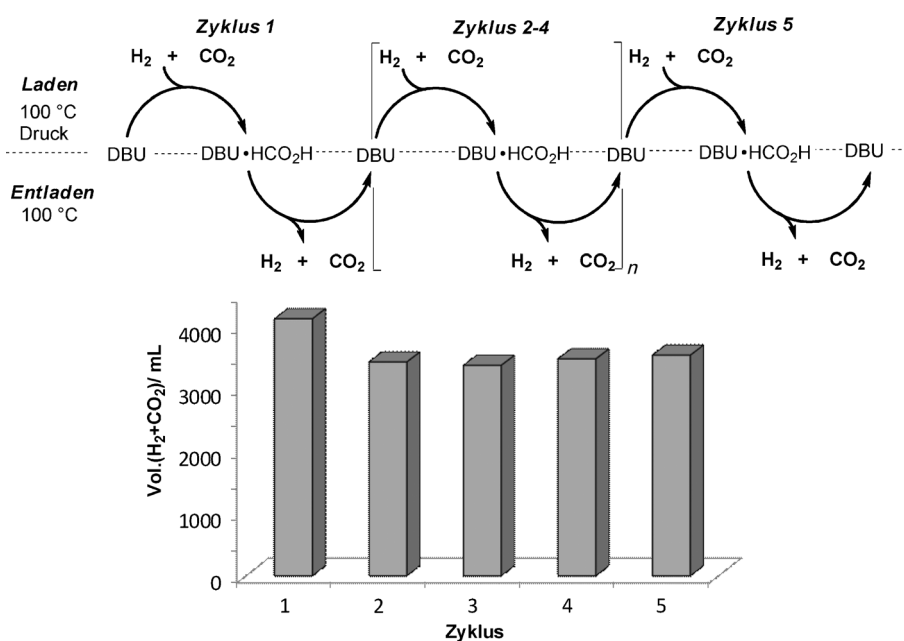 Zyklus 1 Zyklus 2-4 Zyklus 5
H2 + CO2 H2 + CO2 H2 + CO2
Laden
100 °C
Druck
DBU DBU•HCO2H DBU DBU•HCO2H DBU DBU•HCO2H DBU
Entladen
100 °C
H2 + CO2 H2 + CO2 n H2 + CO2
Vol.(H2+CO2)/ mL
4000
3000
2000
1000
0
1 2 3 4 5
Zyklus